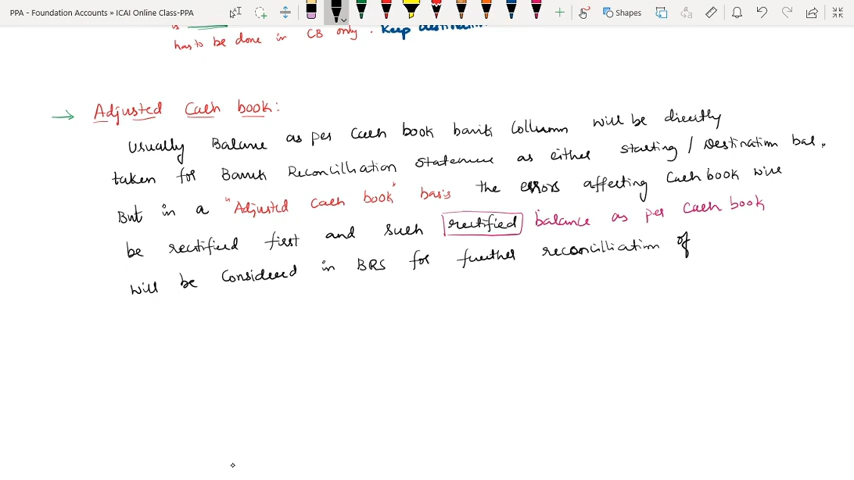 PPA - Foundation Accounts » ICAI Online Class-PPA
Shapes
has to be done in CB only. Keep
→ Adjusted Cash book:
Usually Balance as per Cash book bank Column will be directly
taken for Bank Reconcilliation Statement as either starting / Destination bal.
But in a "Adjusted Cash book" basis the errors affecting Cash book will
be rectified first and such rectified balance as per Cash book
will be Considered in BRS for further reconcilliation of